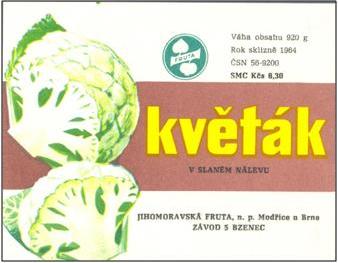 Váha obsahu 920 g
Rok sklizně 1964
ČSN 56-9200
SMC Kčs 6,30
FRUTA
květák
V SLANÉM NÁLEVU
JIHOMORAVSKÁ FRUTA, n. p. Modřice u Brna
ZÁVOD 5 BZENEC